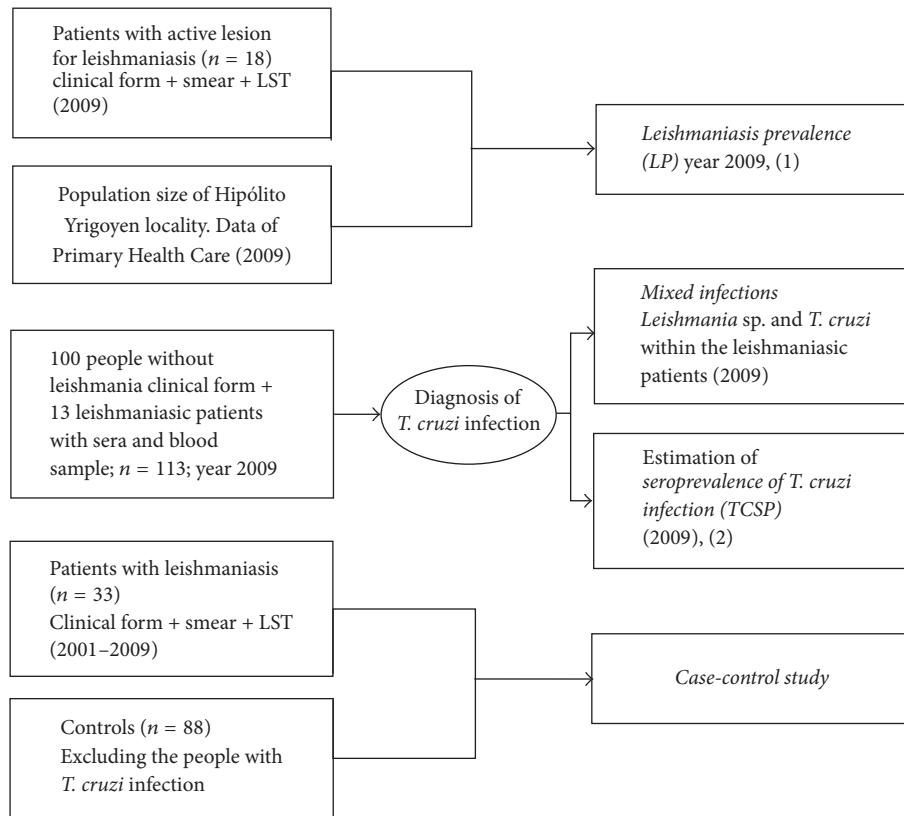 Patients with active lesion
for leishmaniasis (n = 18)
clinical form + smear + LST
(2009)
Population size of Hipólito
Yrigoyen locality. Data of
Primary Health Care (2009)
Leishmaniasis prevalence
(LP) year 2009, (1)
100 people without
leishmania clinical form +
13 leishmaniasic patients
with sera and blood
sample; n = 113; year 2009
Diagnosis of
T. cruzi infection
Mixed infections
Leishmania sp. and T. cruzi
within the leishmaniasic
patients (2009)
Estimation of
seroprevalence of T. cruzi
infection (TCSP)
(2009), (2)
Patients with leishmaniasis
(n = 33)
Clinical form + smear + LST
(2001–2009)
Controls (n = 88)
Excluding the people with
T. cruzi infection
Case-control study